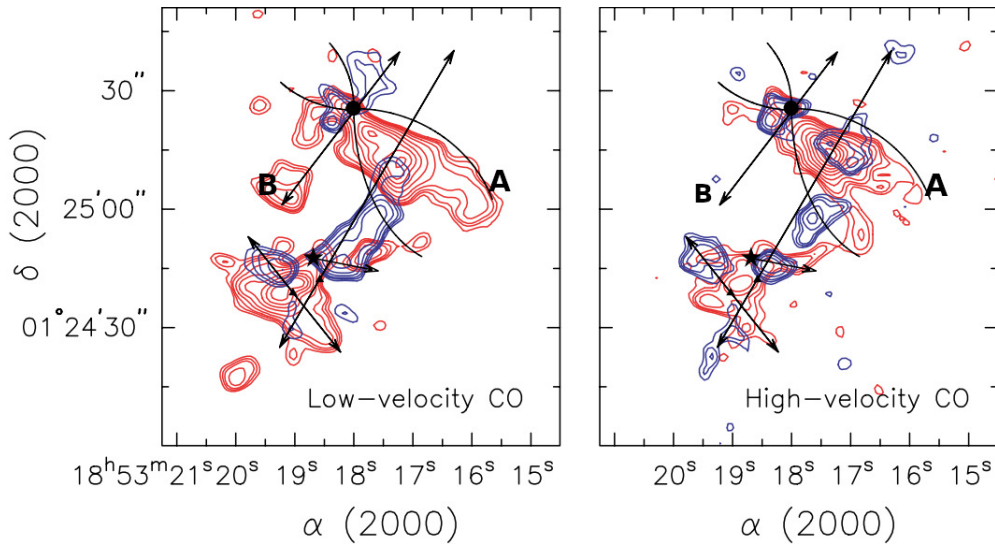 30″
25′00″
01°24′30″
δ (2000)
B
A
Low−velocity CO
18ʰ53ᵐ21ˢ 20ˢ 19ˢ 18ˢ 17ˢ 16ˢ 15ˢ
α (2000)
B
A
High−velocity CO
20ˢ 19ˢ 18ˢ 17ˢ 16ˢ 15ˢ
α (2000)